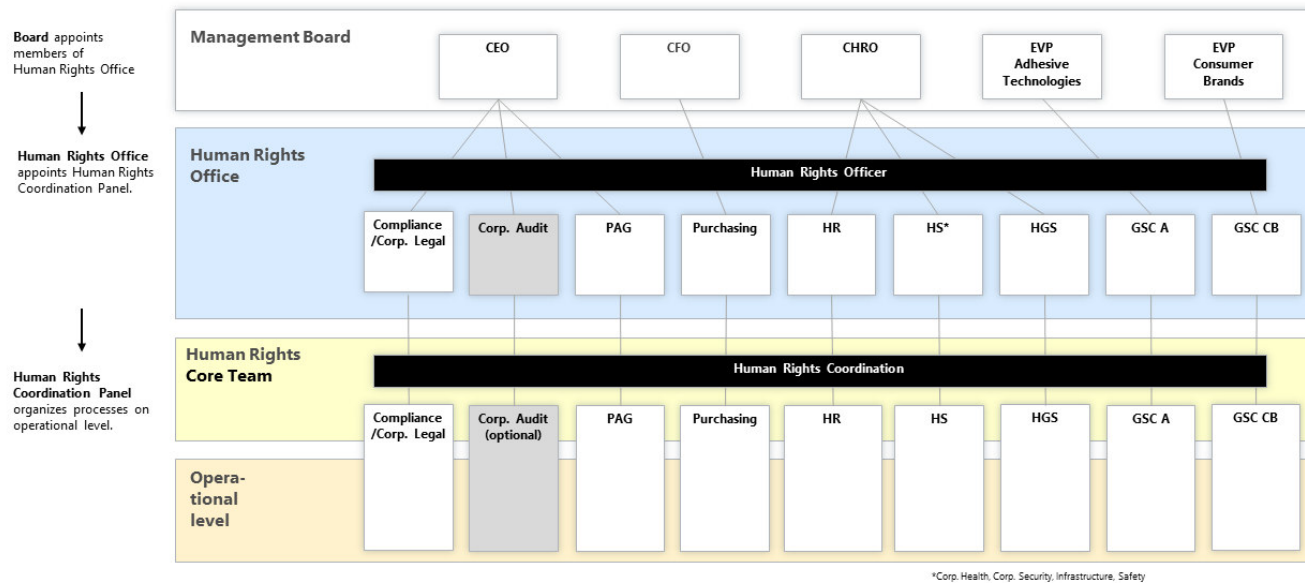 Board appoints
members of
Human Rights Office
Human Rights Office
appoints Human Rights
Coordination Panel.
Human Rights
Coordination Panel
organizes processes on
operational level.
Management Board
CEO
CFO
CHRO
EVP
Adhesive
Technologies
EVP
Consumer
Brands
Human Rights
Office
Human Rights Officer
Compliance
/Corp. Legal
Corp. Audit
PAG
Purchasing
HR
HS*
HGS
GSC A
GSC CB
Human Rights
Core Team
Human Rights Coordination
Compliance
/Corp. Legal
Corp. Audit
(optional)
PAG
Purchasing
HR
HS
HGS
GSC A
GSC CB
Opera-
tional
level
*Corp. Health, Corp. Security, Infrastructure, Safety